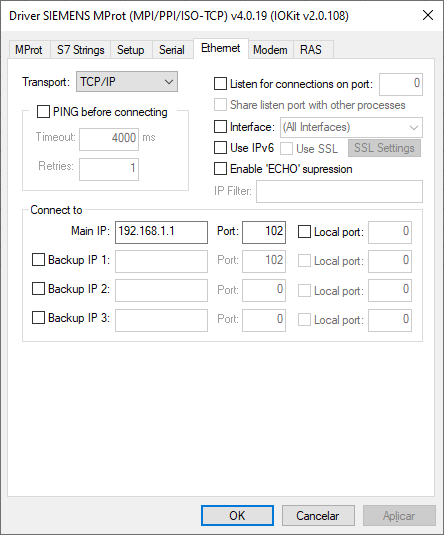 Driver SIEMENS MProt (MPI/PPI/ISO-TCP) v4.0.19 (IOKit v2.0.108)
MProt S7 Strings Setup Serial Ethernet Modem RAS
Transport: TCP/IP
Listen for connections on port: 0
Share listen port with other processes
PING before connecting
Interface: (All Interfaces)
Timeout: 4000 ms
Use IPv6 Use SSL SSL Settings
Retries: 1
Enable 'ECHO' supression
IP Filter:
Connect to
Main IP: 192.168.1.1 Port: 102 Local port: 0
Backup IP 1: Port: 102 Local port: 0
Backup IP 2: Port: 0 Local port: 0
Backup IP 3: Port: 0 Local port: 0
OK Cancelar Aplicar